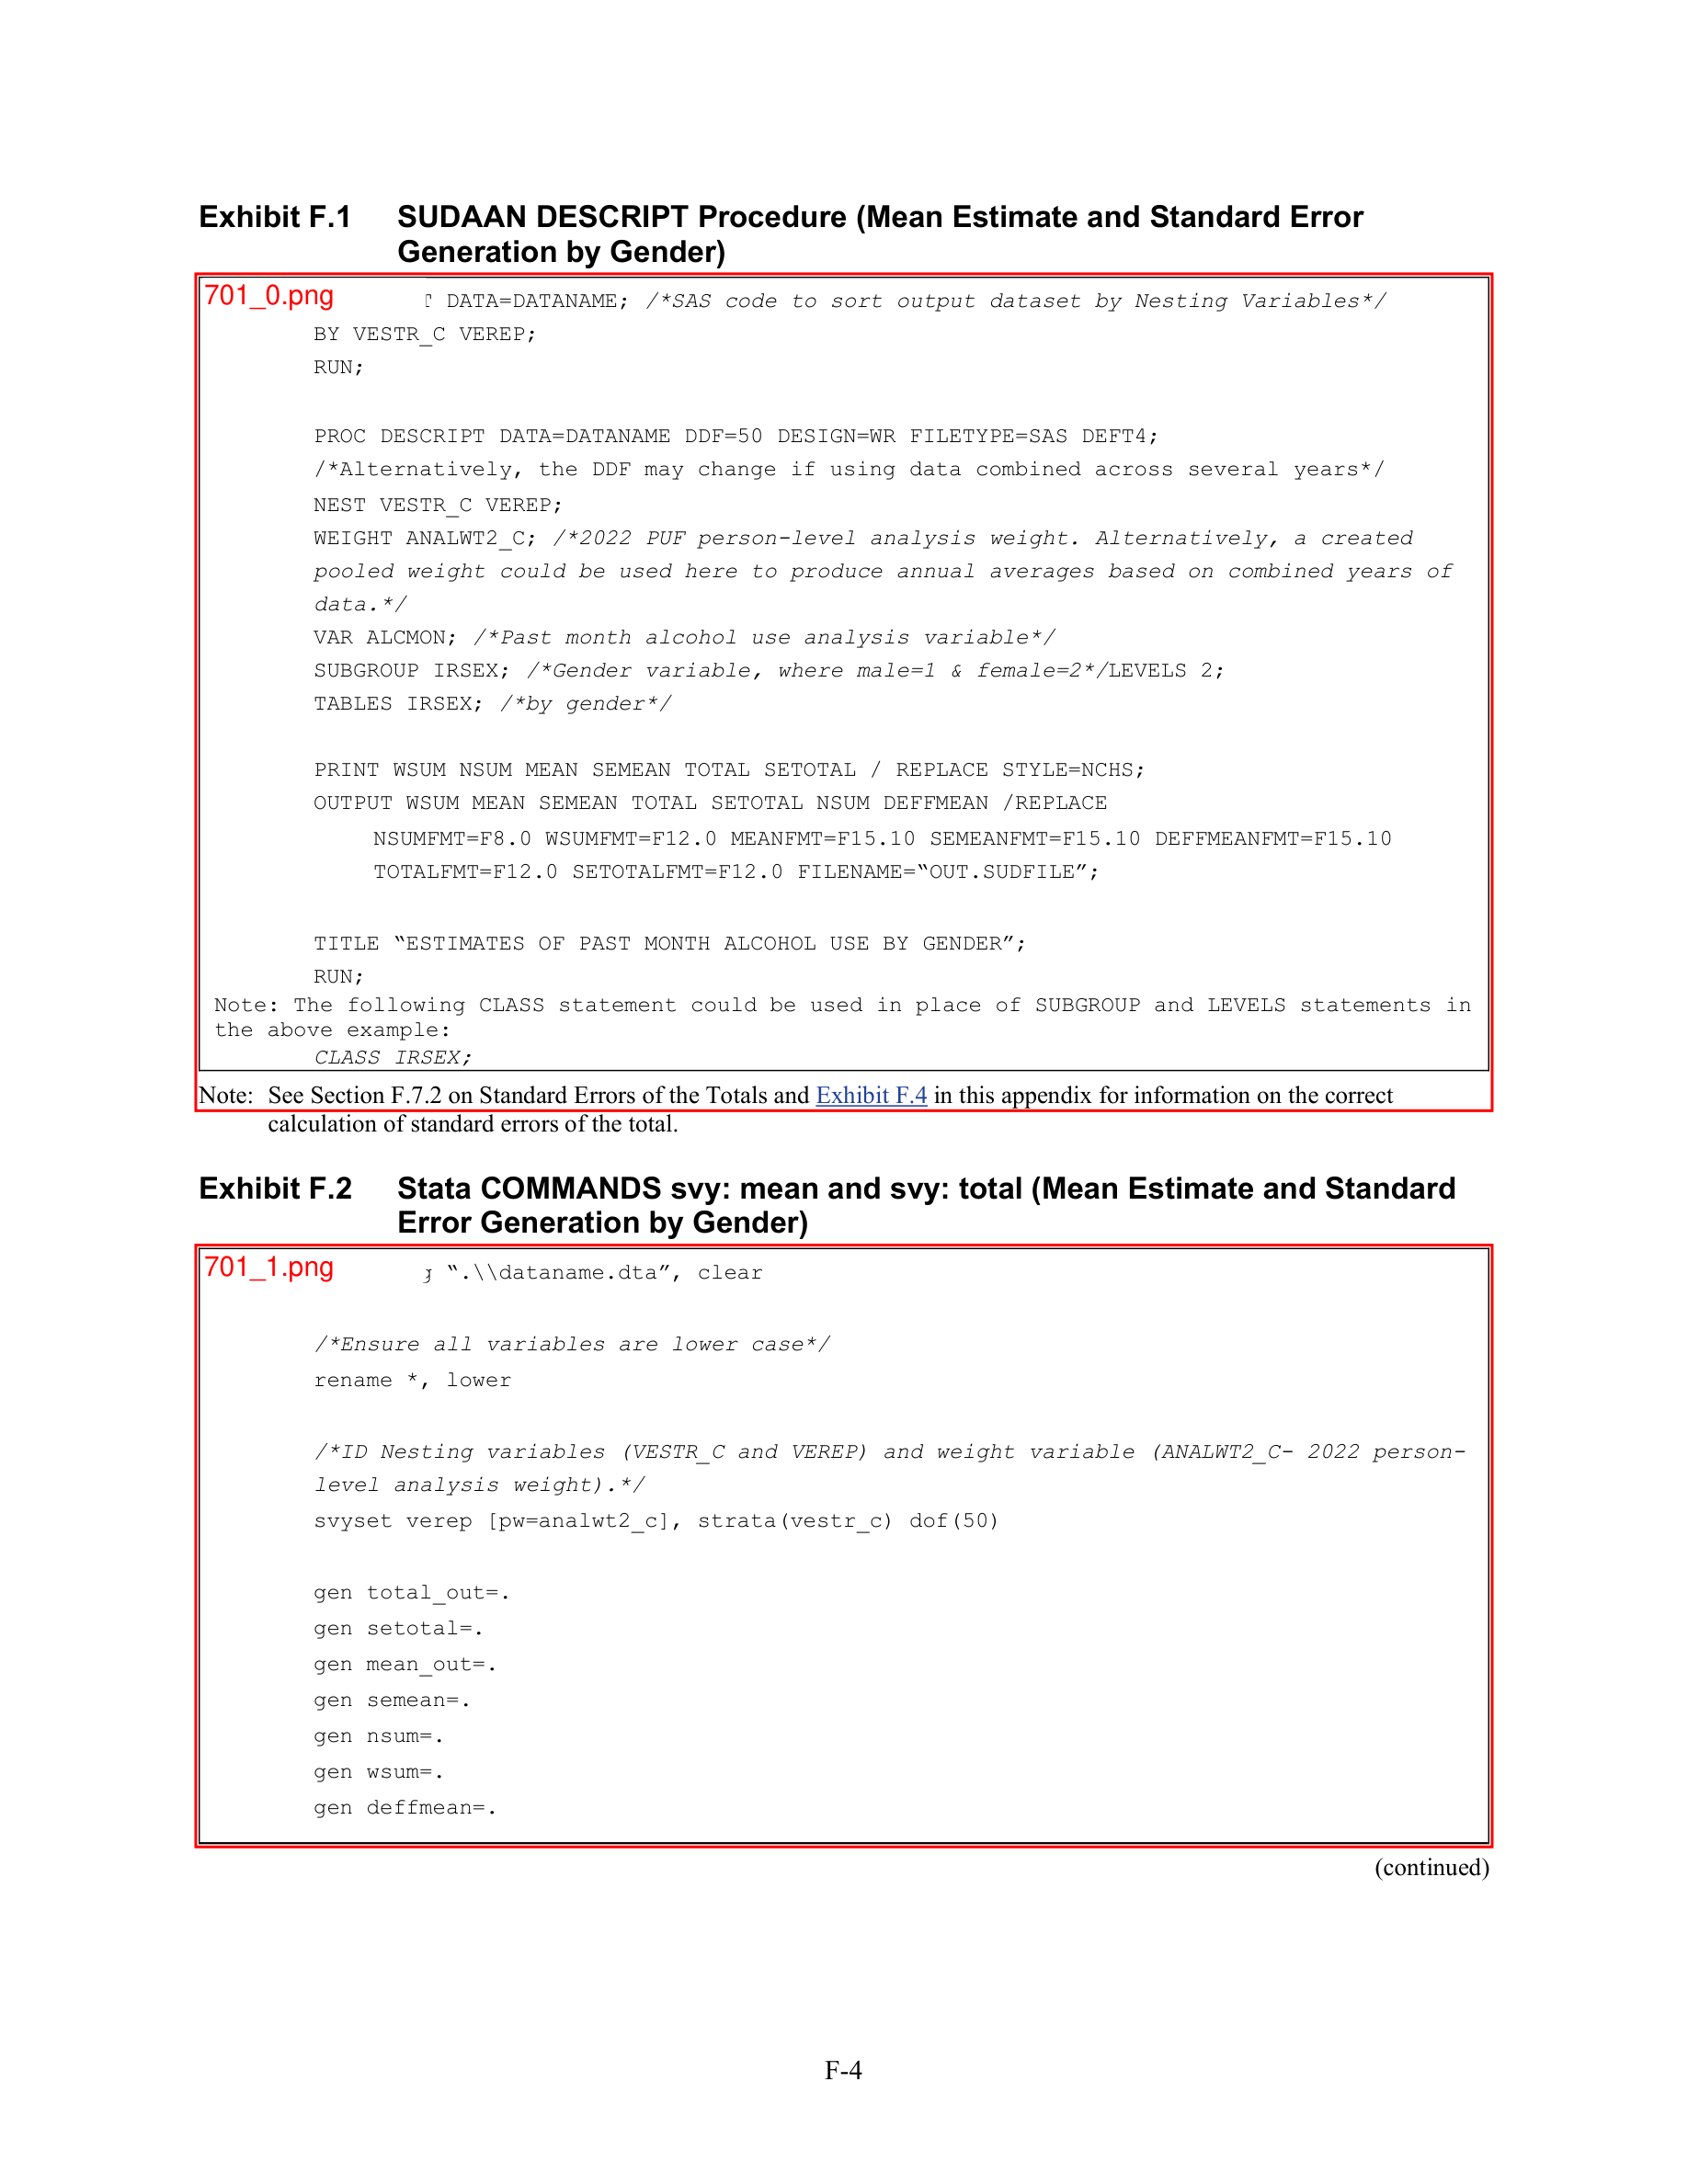 Exhibit F.1 SUDAAN DESCRIPT Procedure (Mean Estimate and Standard Error
Generation by Gender)
701_0.png DATA=DATANAME; /*SAS code to sort output dataset by Nesting Variables*/
BY VESTR_C VEREP;
RUN;
PROC DESCRIPT DATA=DATANAME DDF=50 DESIGN=WR FILETYPE=SAS DEFT4;
/*Alternatively, the DDF may change if using data combined across several years*/
NEST VESTR_C VEREP;
WEIGHT ANALWT2_C; /*2022 PUF person-level analysis weight. Alternatively, a created
pooled weight could be used here to produce annual averages based on combined years of
data.*/
VAR ALCMON; /*Past month alcohol use analysis variable*/
SUBGROUP IRSEX; /*Gender variable, where male=1 & female=2*/LEVELS 2;
TABLES IRSEX; /*by gender*/
PRINT WSUM NSUM MEAN SEMEAN TOTAL SETOTAL / REPLACE STYLE=NCHS;
OUTPUT WSUM MEAN SEMEAN TOTAL SETOTAL NSUM DEFFMEAN /REPLACE
NSUMFMT=F8.0 WSUMFMT=F12.0 MEANFMT=F15.10 SEMEANFMT=F15.10 DEFFMEANFMT=F15.10
TOTALFMT=F12.0 SETOTALFMT=F12.0 FILENAME=“OUT.SUDFILE”;
TITLE “ESTIMATES OF PAST MONTH ALCOHOL USE BY GENDER”;
RUN;
Note: The following CLASS statement could be used in place of SUBGROUP and LEVELS statements in
the above example:
CLASS IRSEX;
Note: See Section F.7.2 on Standard Errors of the Totals and Exhibit F.4 in this appendix for information on the correct
calculation of standard errors of the total.
Exhibit F.2 Stata COMMANDS svy: mean and svy: total (Mean Estimate and Standard
Error Generation by Gender)
701_1.png “.\\dataname.dta”, clear
/*Ensure all variables are lower case*/
rename *, lower
/*ID Nesting variables (VESTR_C and VEREP) and weight variable (ANALWT2_C- 2022 person-
level analysis weight).*/
svyset verep [pw=analwt2_c], strata(vestr_c) dof(50)
gen total_out=.
gen setotal=.
gen mean_out=.
gen semean=.
gen nsum=.
gen wsum=.
gen deffmean=.
(continued)
F-4